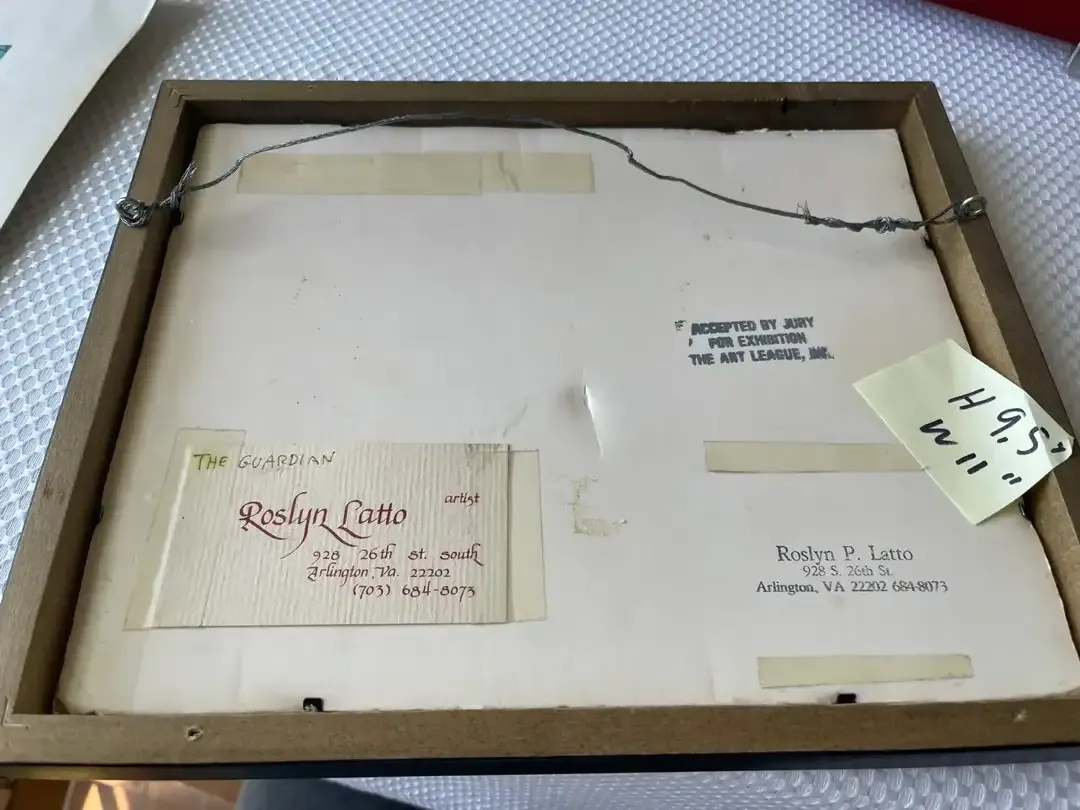 ACCEPTED BY JURY
FOR EXHIBITION
THE ART LEAGUE, INC.
H 9.5"
W 11"
THE GUARDIAN
artist
Roslyn Latto
928 26th st. south
Arlington, Va. 22202
(703) 684-8073
Roslyn P. Latto
928 S. 26th St.
Arlington, VA 22202 684-8073